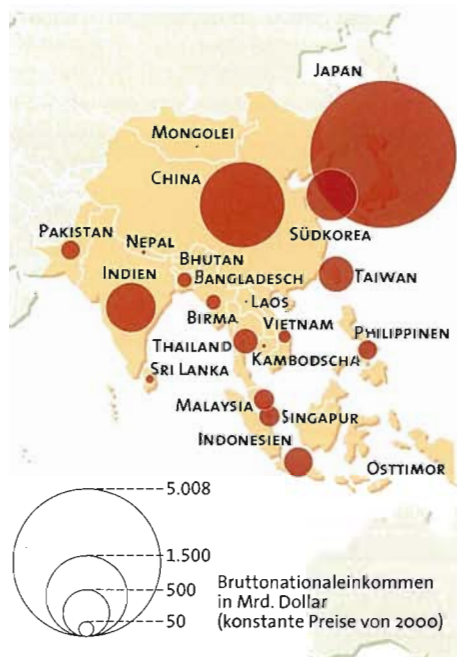 JAPAN
MONGOLEI
CHINA
SÜDKOREA
PAKISTAN
NEPAL
BHUTAN
INDIEN
BANGLADESCH
TAIWAN
LAOS
BIRMA
VIETNAM
PHILIPPINEN
THAILAND
KAMBODSCHA
SRI LANKA
MALAYSIA
SINGAPUR
INDONESIEN
OSTTIMOR
5.008
1.500
500
50
Bruttonationaleinkommen
in Mrd. Dollar
(konstante Preise von 2000)